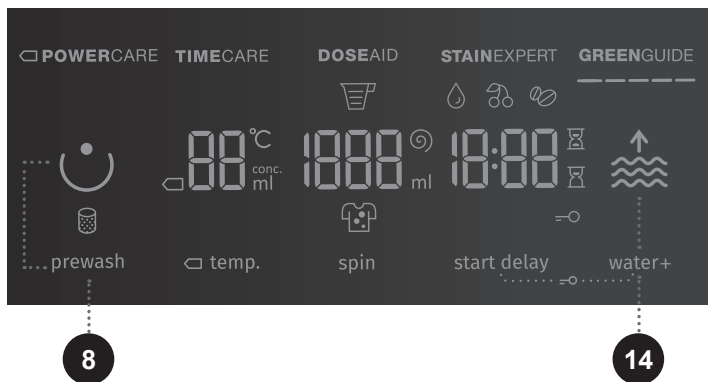 POWERCARE TIMECARE DOSEAID STAINEXPERT GREENGUIDE
88 °C 1888 18:88
conc.
ml ml
prewash temp. spin start delay water+
8 14